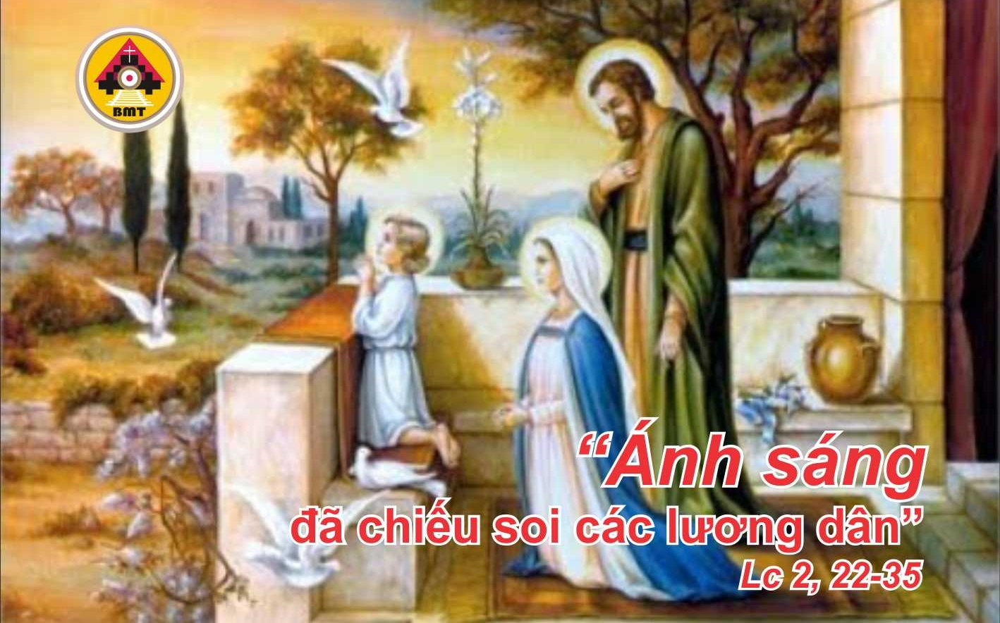 BMT
“Ánh sáng
đã chiếu soi các lương dân”
Lc 2, 22-35